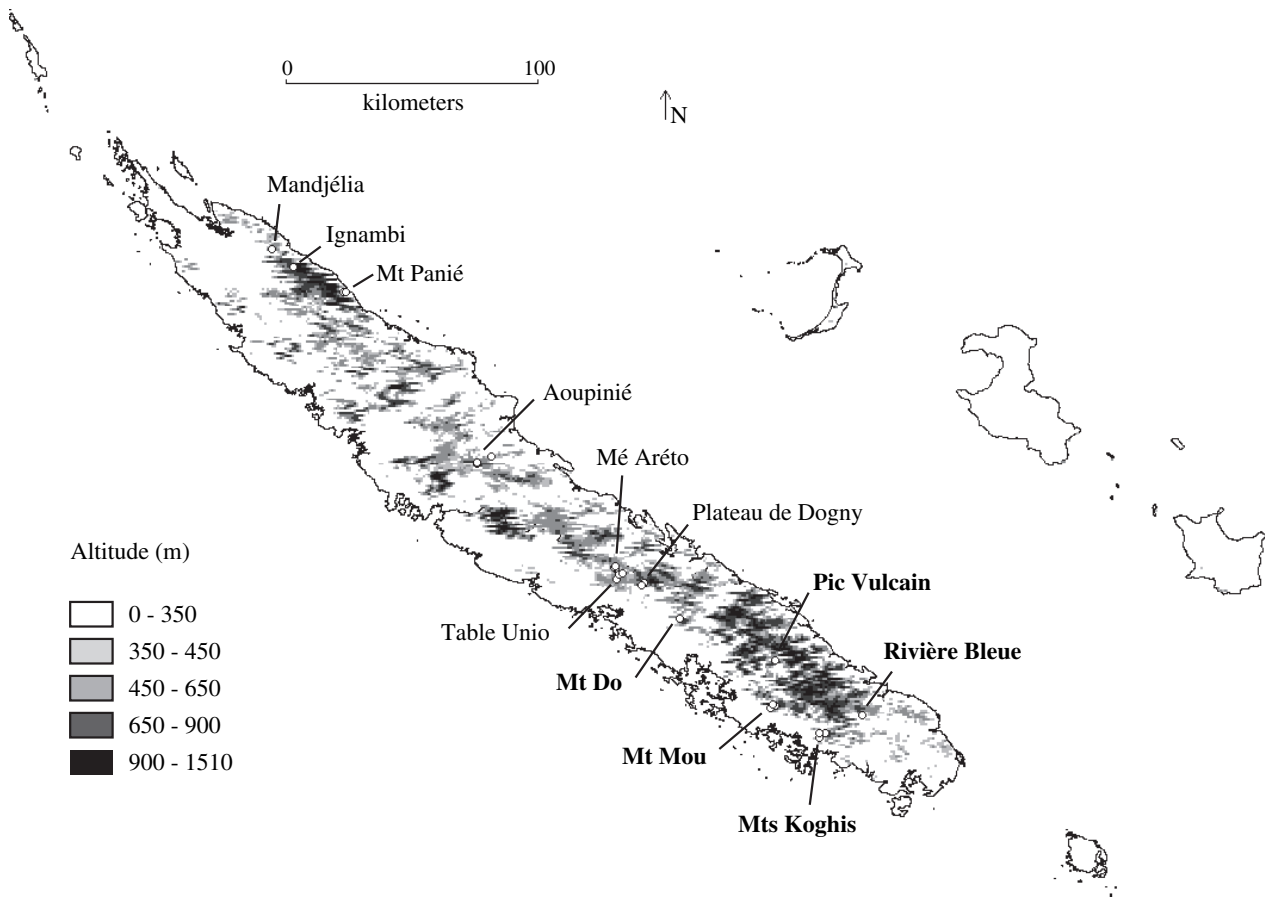 0 100
kilometers
N
Mandjélia
Ignambi
Mt Panié
Aoupinié
Mé Aréto
Plateau de Dogny
Pic Vulcain
Table Unio
Rivière Bleue
Mt Do
Mt Mou
Mts Koghis
Altitude (m)
0 - 350
350 - 450
450 - 650
650 - 900
900 - 1510